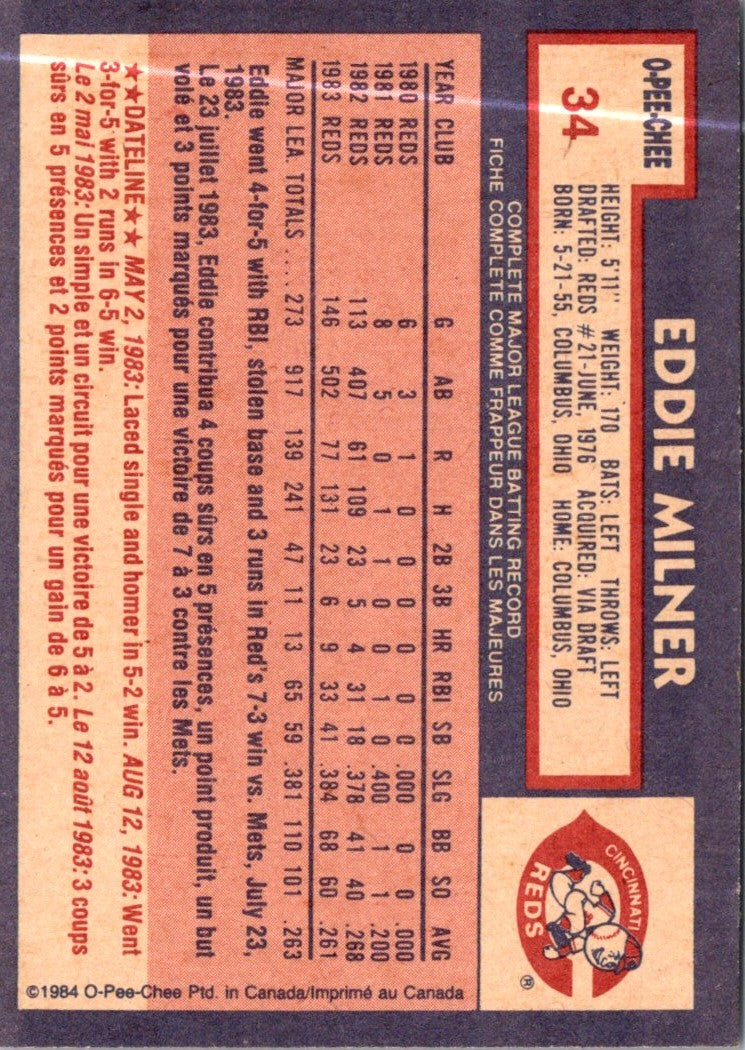 O-PEE-CHEE
34
EDDIE MILNER
HEIGHT: 5'11" WEIGHT: 170 BATS: LEFT THROWS: LEFT
DRAFTED: REDS #21-JUNE, 1976 ACQUIRED: VIA DRAFT
BORN: 5-21-55, COLUMBUS, OHIO HOME: COLUMBUS, OHIO
CINCINNATI
REDS
®
COMPLETE MAJOR LEAGUE BATTING RECORD
FICHE COMPLETE COMME FRAPPEUR DANS LES MAJEURES
YEAR CLUB G AB R H 2B 3B HR RBI SB SLG BB SO AVG
1980 REDS 6 3 1 0 0 0 0 0 0 .000 0 0 .000
1981 REDS 8 5 0 1 1 0 0 1 0 .400 1 1 .200
1982 REDS 113 407 61 109 23 5 4 31 18 .378 41 40 .268
1983 REDS 146 502 77 131 23 6 9 33 41 .384 68 60 .261
MAJOR LEA. TOTALS .... 273 917 139 241 47 11 13 65 59 .381 110 101 .263
Eddie went 4-for-5 with RBI, stolen base and 3 runs in Red's 7-3 win vs. Mets, July 23,
1983.
Le 23 juillet 1983, Eddie contribua 4 coups sûrs en 5 présences, un point produit, un but
volé et 3 points marqués pour une victoire de 7 à 3 contre les Mets.
★★DATELINE★★ MAY 2, 1983: Laced single and homer in 5-2 win. AUG 12, 1983: Went
3-for-5 with 2 runs in 6-5 win.
Le 2 mai 1983: Un simple et un circuit pour une victoire de 5 à 2. Le 12 août 1983: 3 coups
sûrs en 5 présences et 2 points marqués pour un gain de 6 à 5.
©1984 O-Pee-Chee Ptd. in Canada/Imprimé au Canada